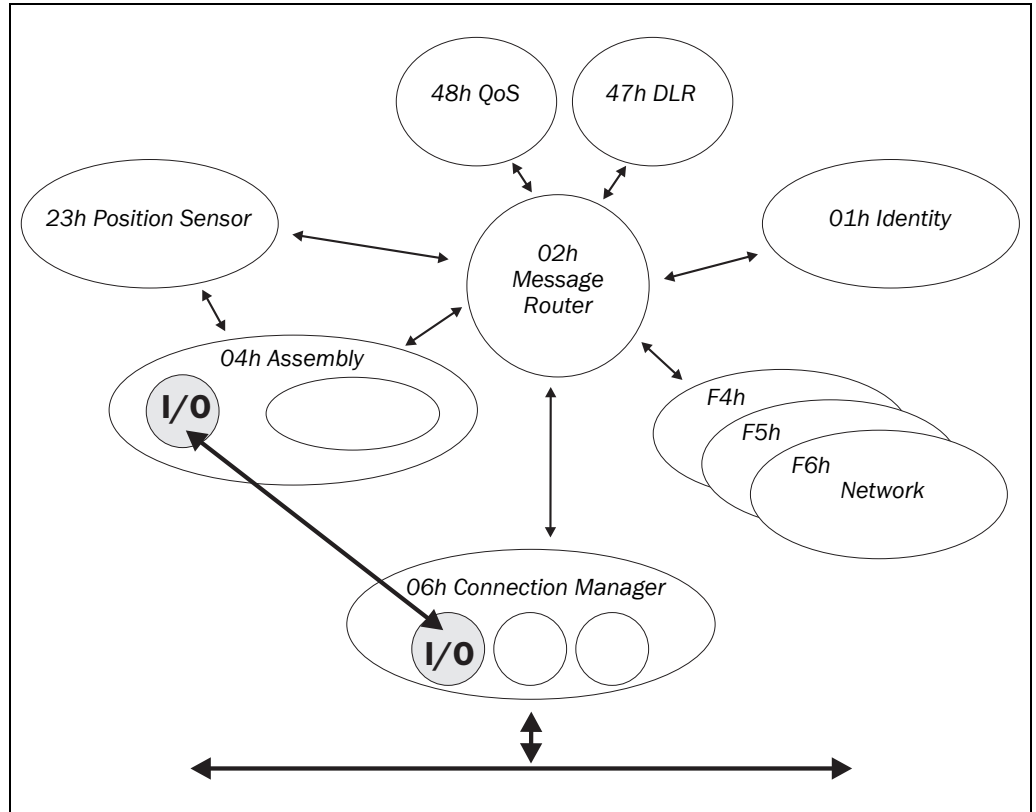 48h QoS
47h DLR
23h Position Sensor
01h Identity
02h
Message
Router
04h Assembly
I/O
F4h
F5h
F6h
Network
06h Connection Manager
I/O